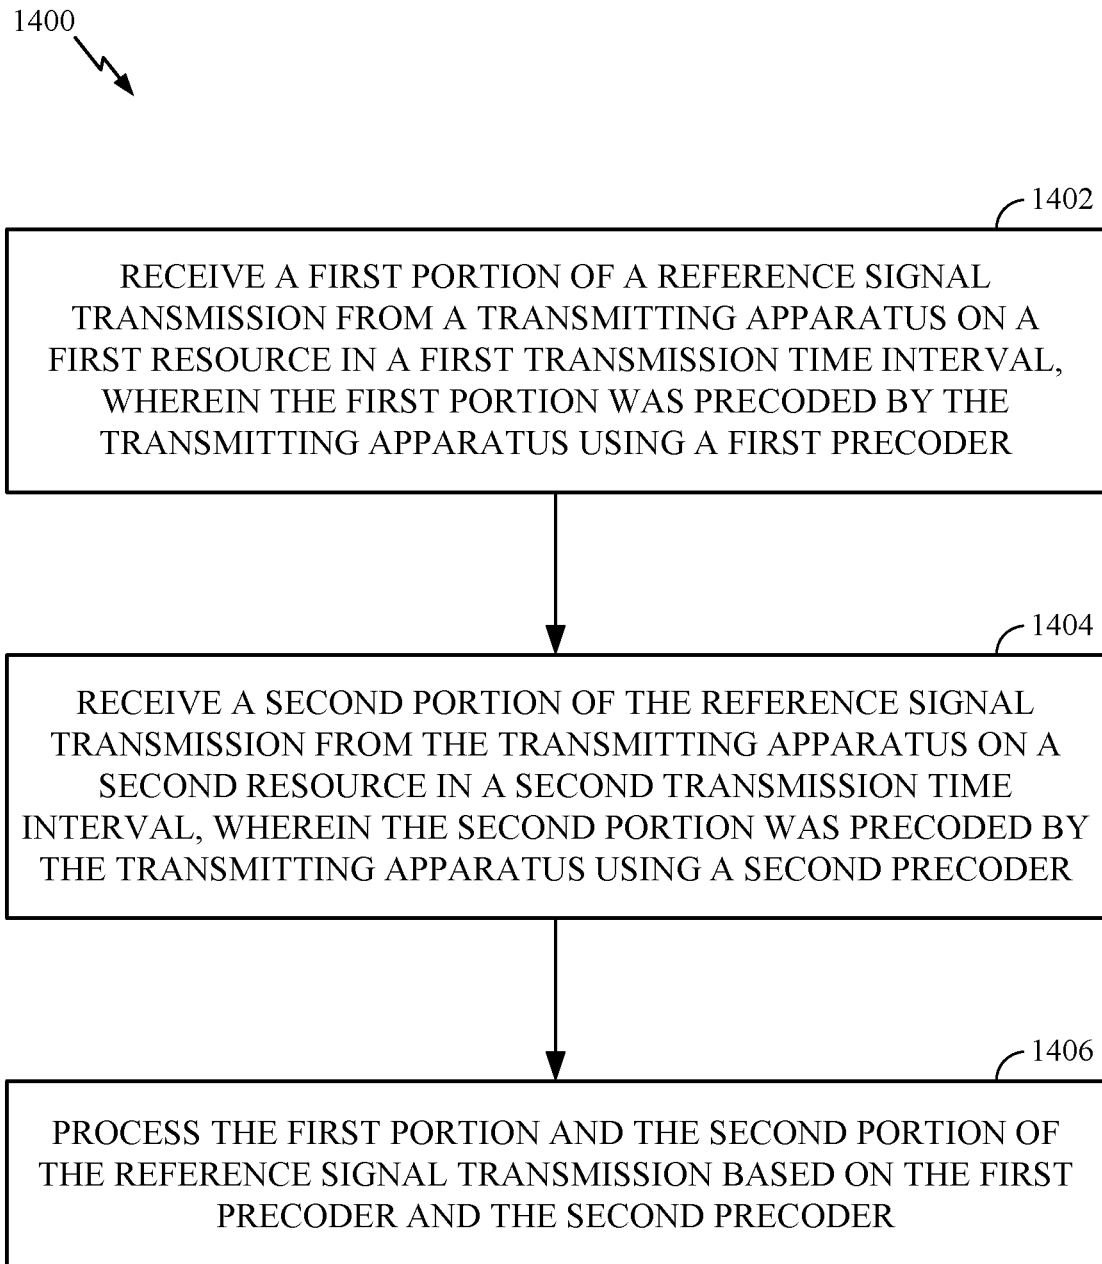 1400
1402
RECEIVE A FIRST PORTION OF A REFERENCE SIGNAL
TRANSMISSION FROM A TRANSMITTING APPARATUS ON A
FIRST RESOURCE IN A FIRST TRANSMISSION TIME INTERVAL,
WHEREIN THE FIRST PORTION WAS PRECODED BY THE
TRANSMITTING APPARATUS USING A FIRST PRECODER
1404
RECEIVE A SECOND PORTION OF THE REFERENCE SIGNAL
TRANSMISSION FROM THE TRANSMITTING APPARATUS ON A
SECOND RESOURCE IN A SECOND TRANSMISSION TIME
INTERVAL, WHEREIN THE SECOND PORTION WAS PRECODED BY
THE TRANSMITTING APPARATUS USING A SECOND PRECODER
1406
PROCESS THE FIRST PORTION AND THE SECOND PORTION OF
THE REFERENCE SIGNAL TRANSMISSION BASED ON THE FIRST
PRECODER AND THE SECOND PRECODER